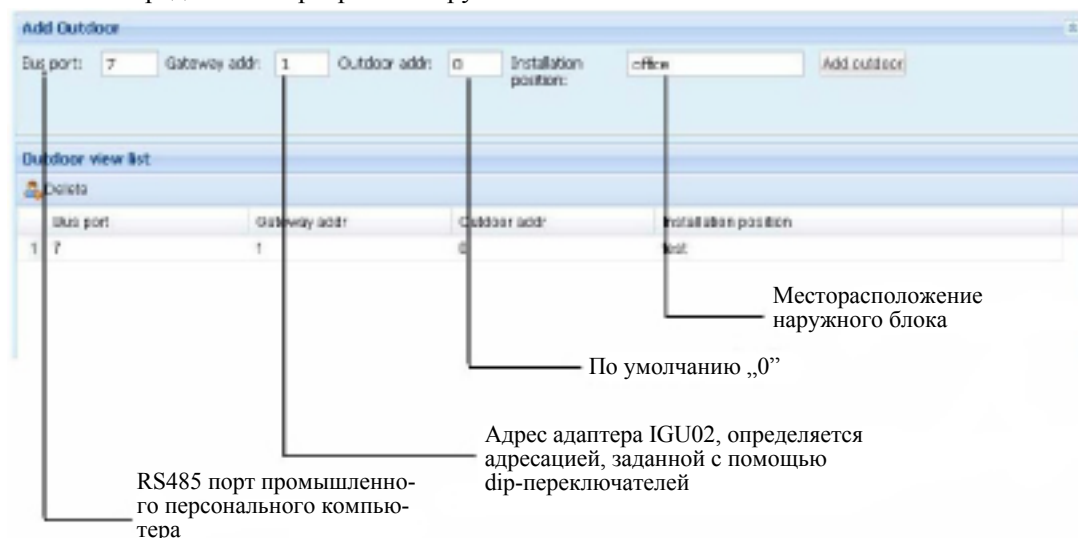 Add Outdoor
Bus port: 7 Gateway addr: 1 Outdoor addr: 0 Installation position: office Add outdoor
Outdoor view list
Delete
Bus port Gateway addr Outdoor addr Installation position
1 7 1 0 test
Месторасположение
наружного блока
По умолчанию „0”
Адрес адаптера IGU02, определяется
адресацией, заданной с помощью
dip-переключателей
RS485 порт промышленно-
го персонального компью-
тера